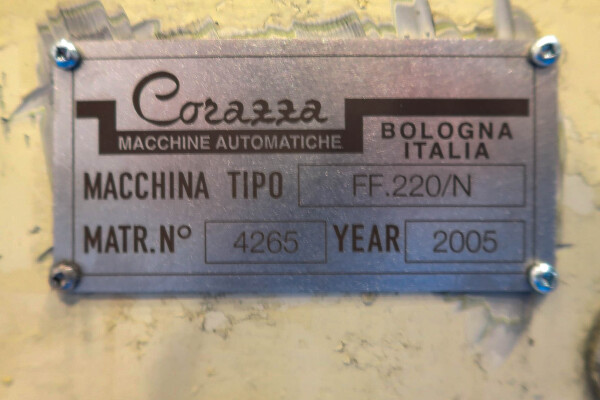 Corazza
MACCHINE AUTOMATICHE
BOLOGNA
ITALIA
MACCHINA TIPO FF.220/N
MATR.N° 4265 YEAR 2005